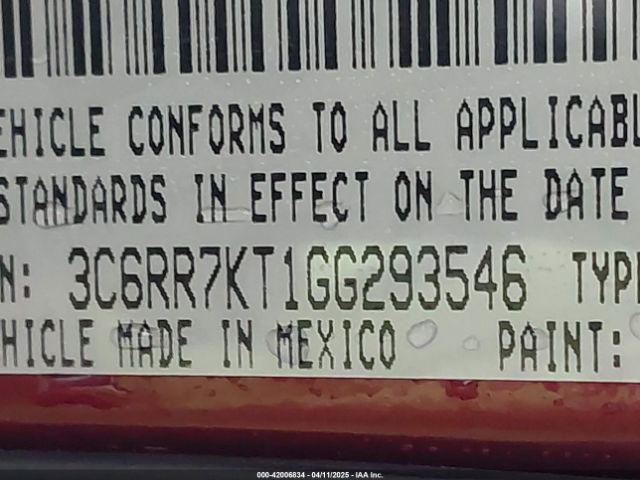 EHICLE CONFORMS TO ALL APPLICABL
STANDARDS IN EFFECT ON THE DATE
N: 3C6RR7KT1GG293546 TYP
HICLE MADE IN MEXICO PAINT:
000-42006834 - 04/11/2025 - IAA Inc.